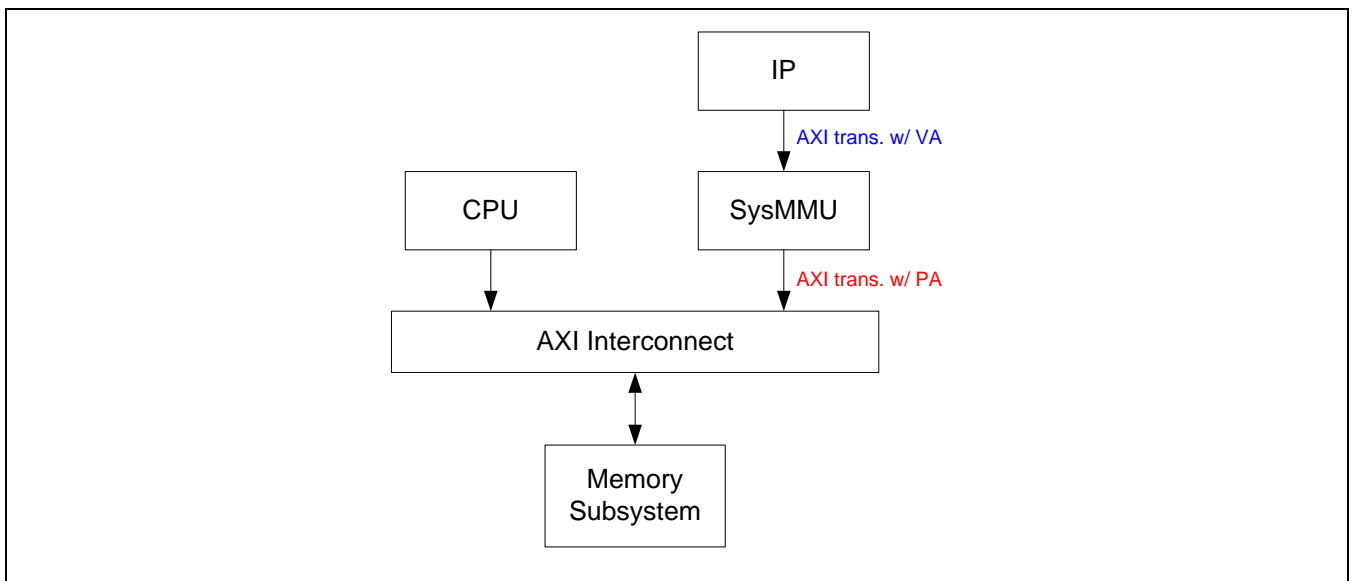 IP
AXI trans. w/ VA
CPU
SysMMU
AXI trans. w/ PA
AXI Interconnect
Memory
Subsystem